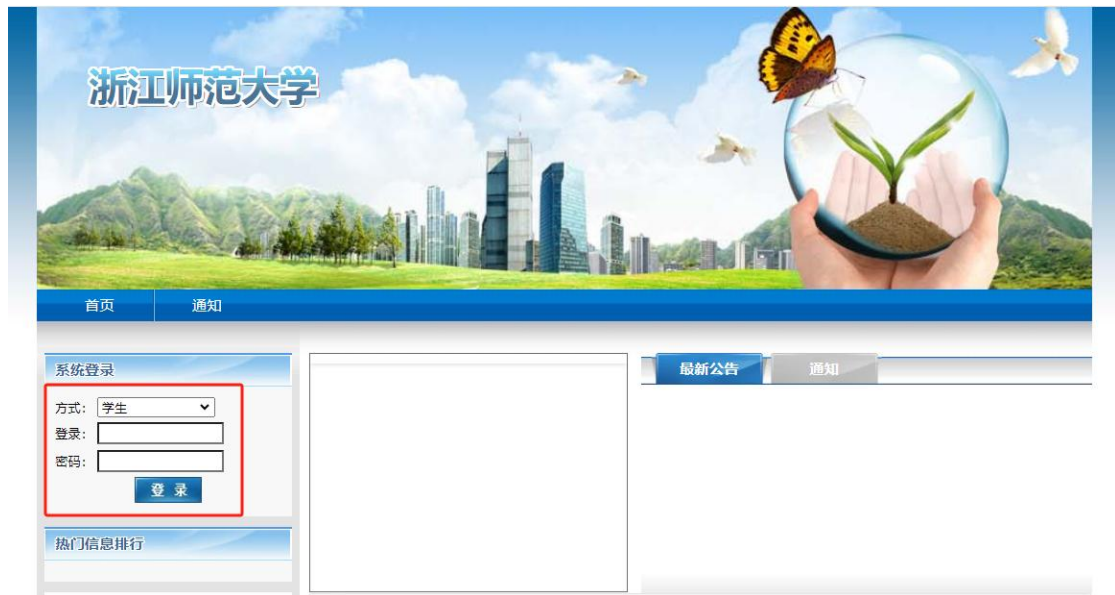 浙江师范大学
首页 通知
系统登录
方式: 学生
登录:
密码:
登 录
热门信息排行
最新公告 通知